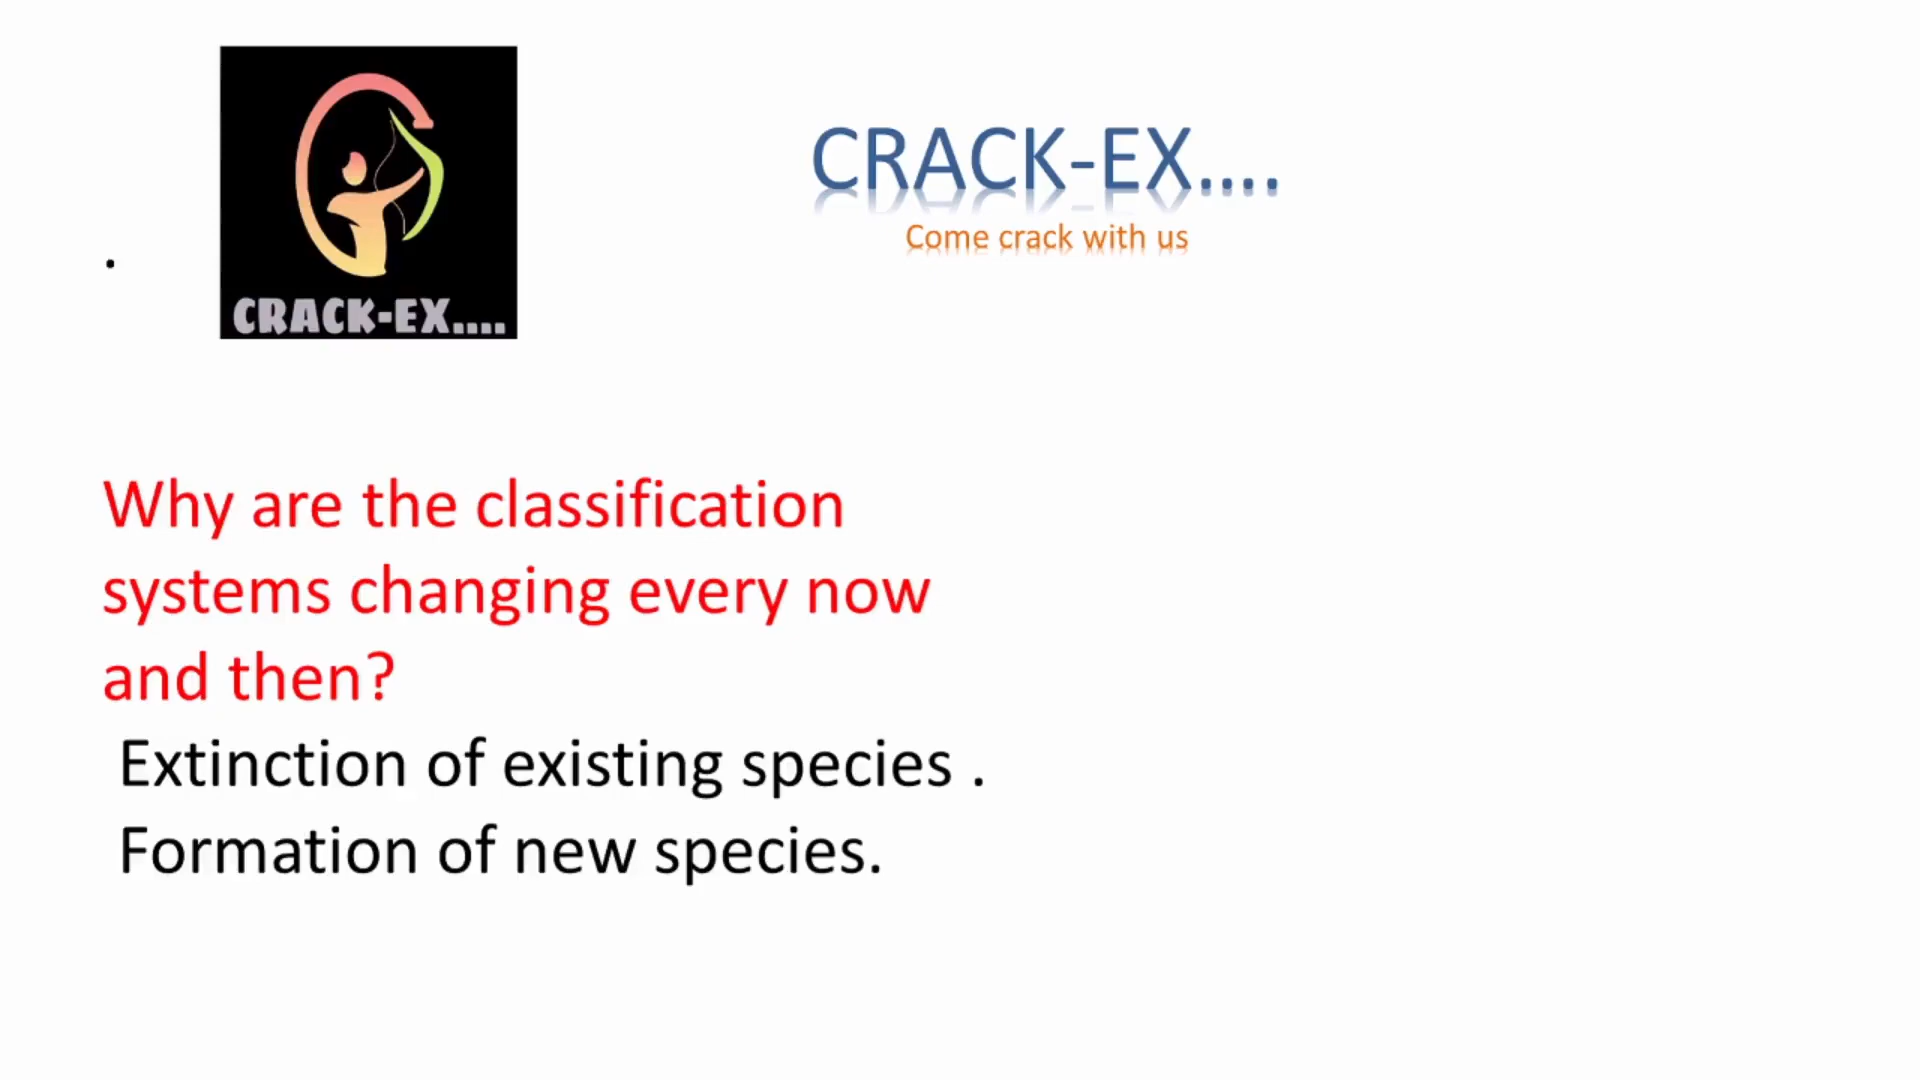 CRACK-EX....
CRACK-EX....
Come crack with us
.
Why are the classification
systems changing every now
and then?
Extinction of existing species .
Formation of new species.